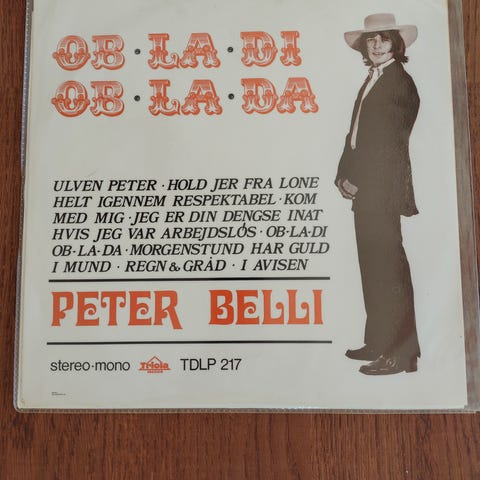 OB·LA·DI
OB·LA·DA
ULVEN PETER · HOLD JER FRA LONE
HELT IGENNEM RESPEKTABEL · KOM
MED MIG · JEG ER DIN DENGSE INAT
HVIS JEG VAR ARBEJDSLØS · OB·LA·DI
OB·LA·DA · MORGENSTUND HAR GULD
I MUND · REGN & GRÅD · I AVISEN
PETER BELLI
stereo·mono Triola TDLP 217